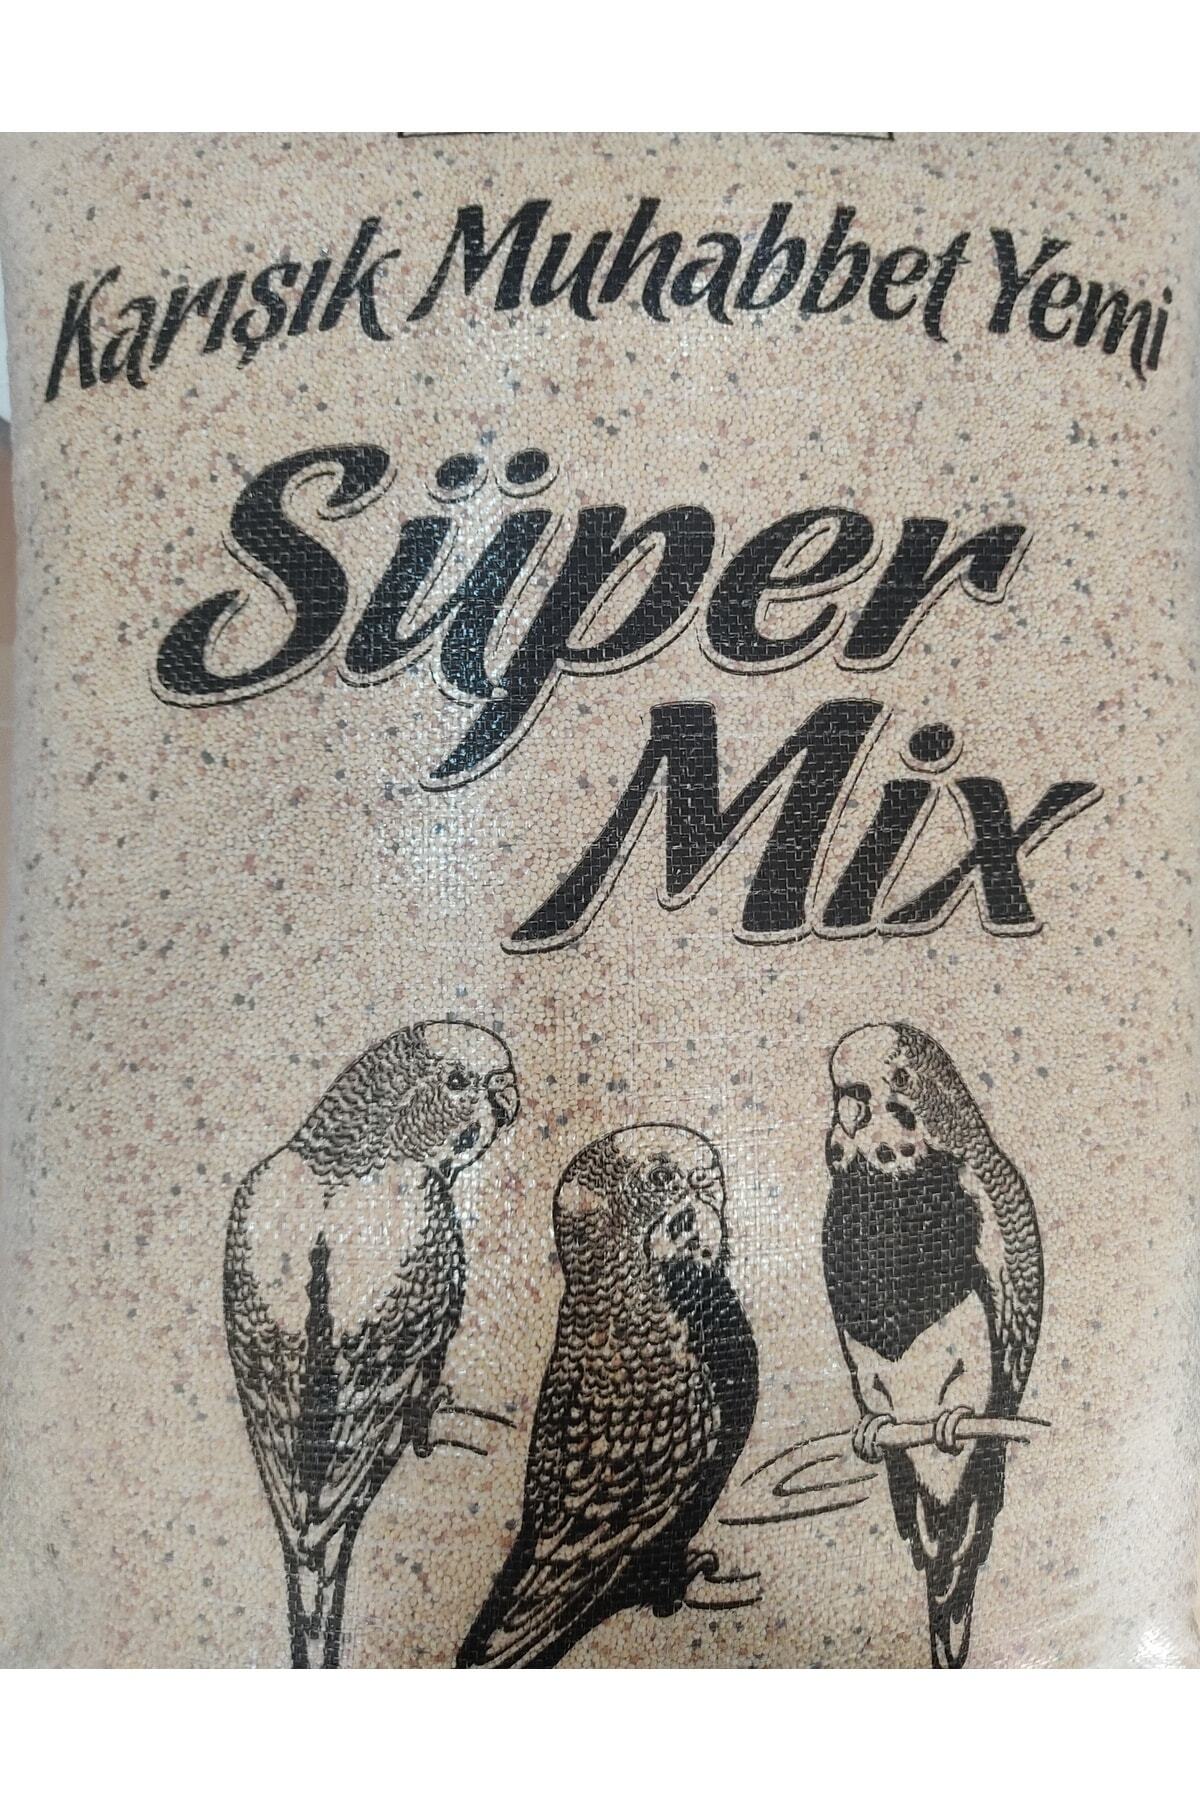 Karışık Muhabbet Yemi
Süper
Mix